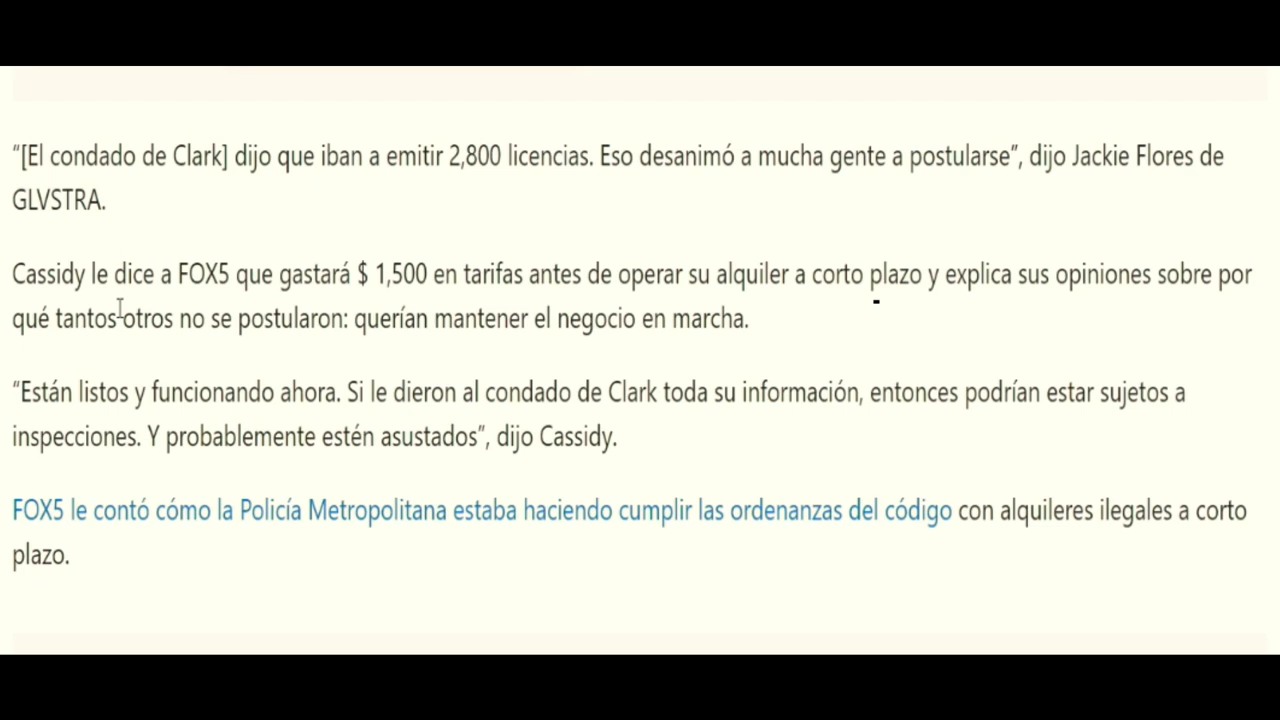 “[El condado de Clark] dijo que iban a emitir 2,800 licencias. Eso desanimó a mucha gente a postularse”, dijo Jackie Flores de
GLVSTRA.
Cassidy le dice a FOX5 que gastará $ 1,500 en tarifas antes de operar su alquiler a corto plazo y explica sus opiniones sobre por
qué tantos otros no se postularon: querían mantener el negocio en marcha.
“Están listos y funcionando ahora. Si le dieron al condado de Clark toda su información, entonces podrían estar sujetos a
inspecciones. Y probablemente estén asustados”, dijo Cassidy.
FOX5 le contó cómo la Policía Metropolitana estaba haciendo cumplir las ordenanzas del código con alquileres ilegales a corto
plazo.